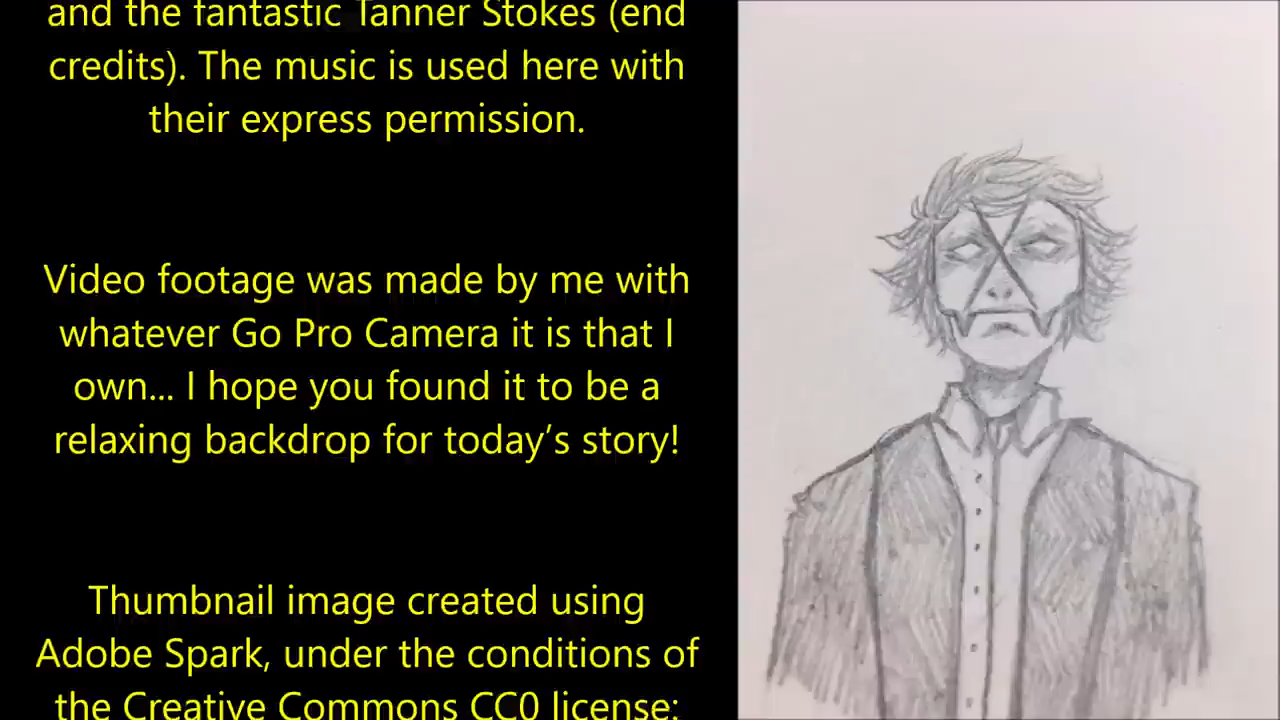 and the fantastic Tanner Stokes (end
credits). The music is used here with
their express permission.
Video footage was made by me with
whatever Go Pro Camera it is that I
own... I hope you found it to be a
relaxing backdrop for today’s story!
Thumbnail image created using
Adobe Spark, under the conditions of
the Creative Commons CC0 license: